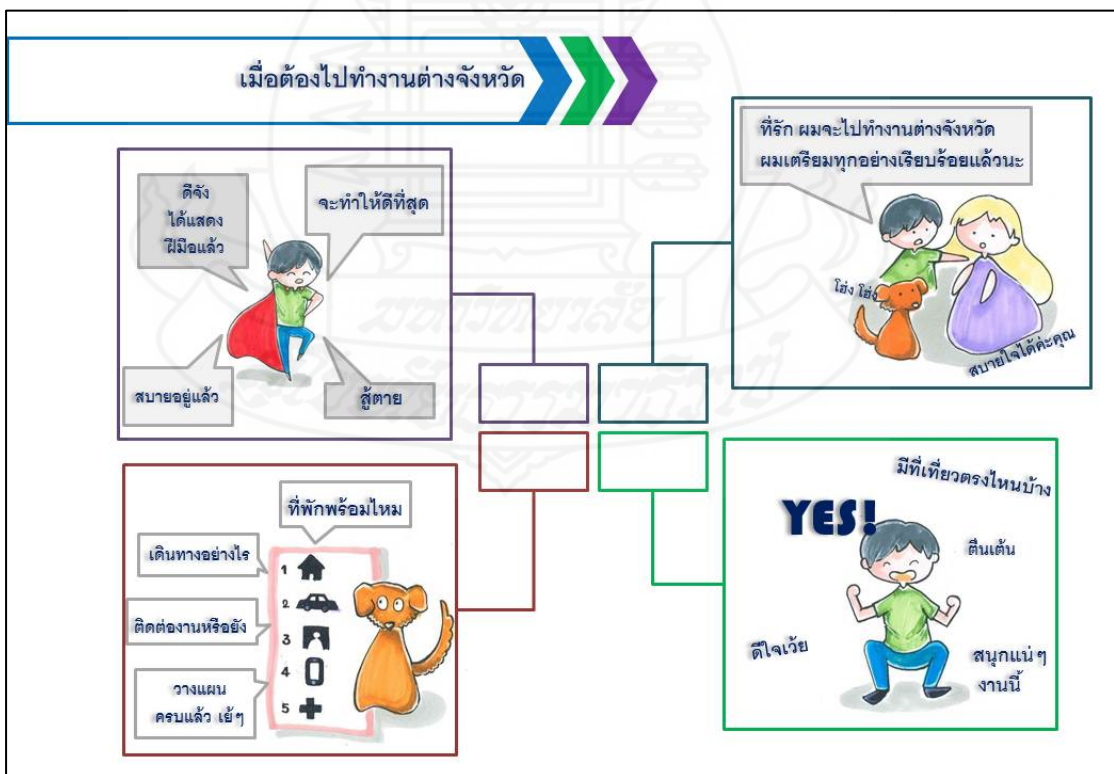 เมื่อต้องไปทำงานต่างจังหวัด
ดีจัง
ได้แสดง
ฝีมือแล้ว
จะทำให้ดีที่สุด
สบายอยู่แล้ว
สู้ตาย
ที่รัก ผมจะไปทำงานต่างจังหวัด
ผมเตรียมทุกอย่างเรียบร้อยแล้วนะ
โฮ่ง โฮ่ง
สบายใจได้ค่ะคุณ
ที่พักพร้อมไหม
เดินทางอย่างไร
ติดต่องานหรือยัง
วางแผน
ครบแล้ว เย้ๆ
1
2
3
4
5
มีที่เที่ยวตรงไหนบ้าง
YES!
ตื่นเต้น
ดีใจเว้ย
สนุกแน่ๆ
งานนี้